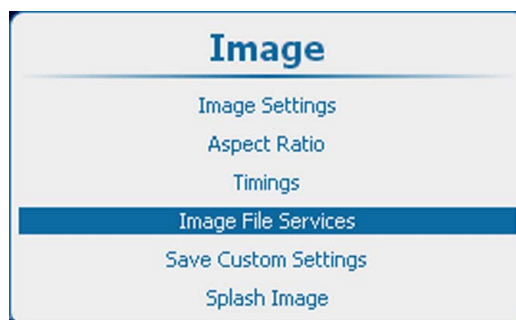 Image
Image Settings
Aspect Ratio
Timings
Image File Services
Save Custom Settings
Splash Image